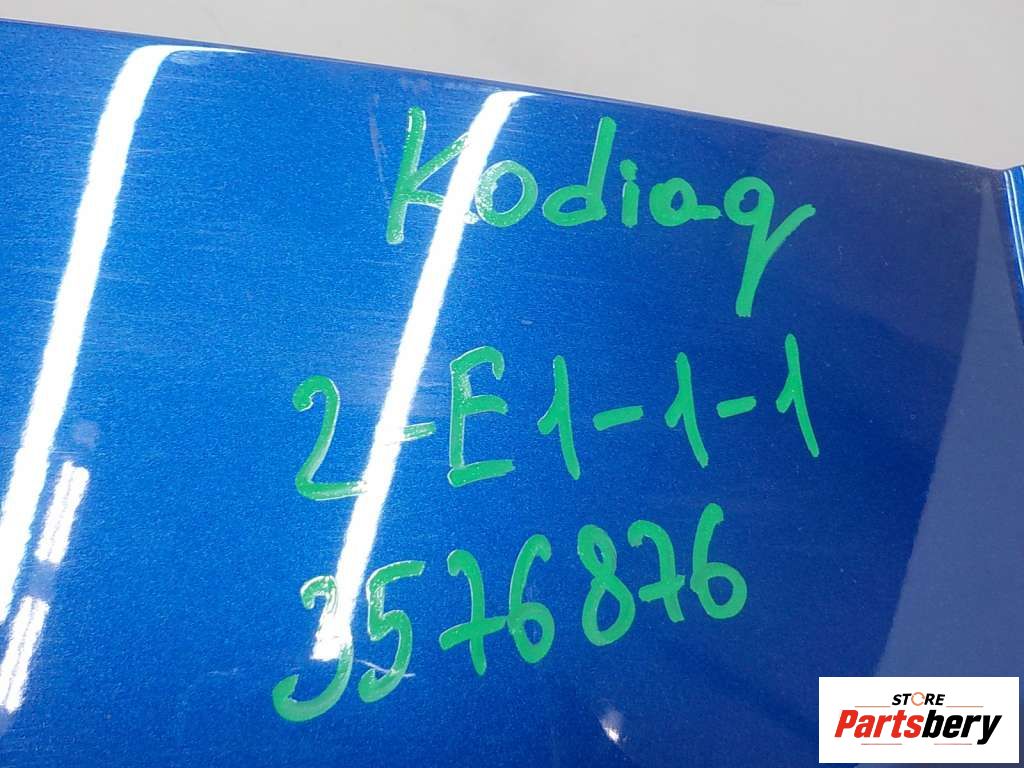 Kodiaq
2-E1-1-1
3576876
STORE
Partsbery